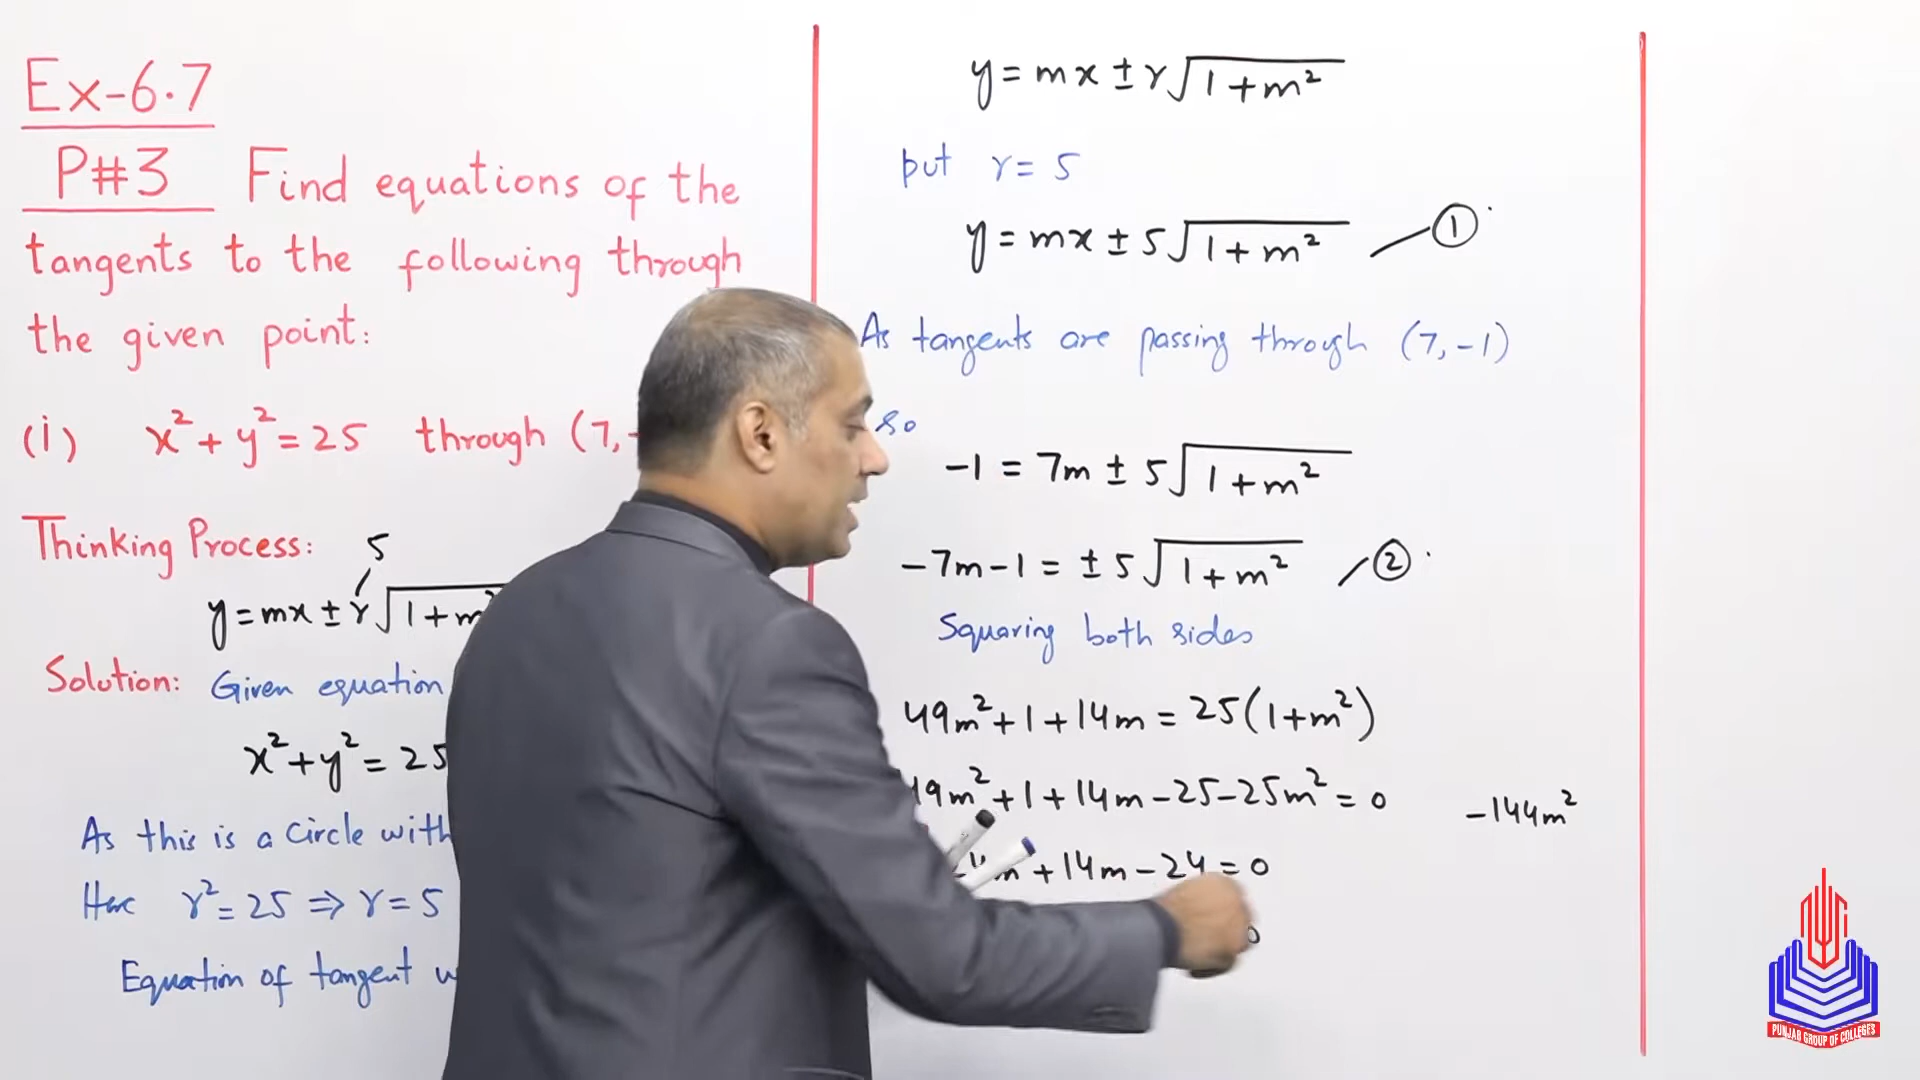 Ex-6.7
P#3 Find equations of the
tangents to the following through
the given point:
(i) x²+y²=25 through (7,-
Thinking Process:
5
y=mx±r√1+m²
Solution: Given equation
x²+y²=25
As this is a circle with
Here r²=25 ⇒ r=5
Equation of tangent
y=mx±r√1+m²
put r=5
y=mx±5√1+m² ①
As tangents are passing through (7,-1)
so
-1=7m±5√1+m²
-7m-1=±5√1+m² ②
Squaring both sides
49m²+1+14m=25(1+m²)
49m²+1+14m-25-25m²=0
-144m²
+14m-24=0
PUNJAB GROUP OF COLLEGES